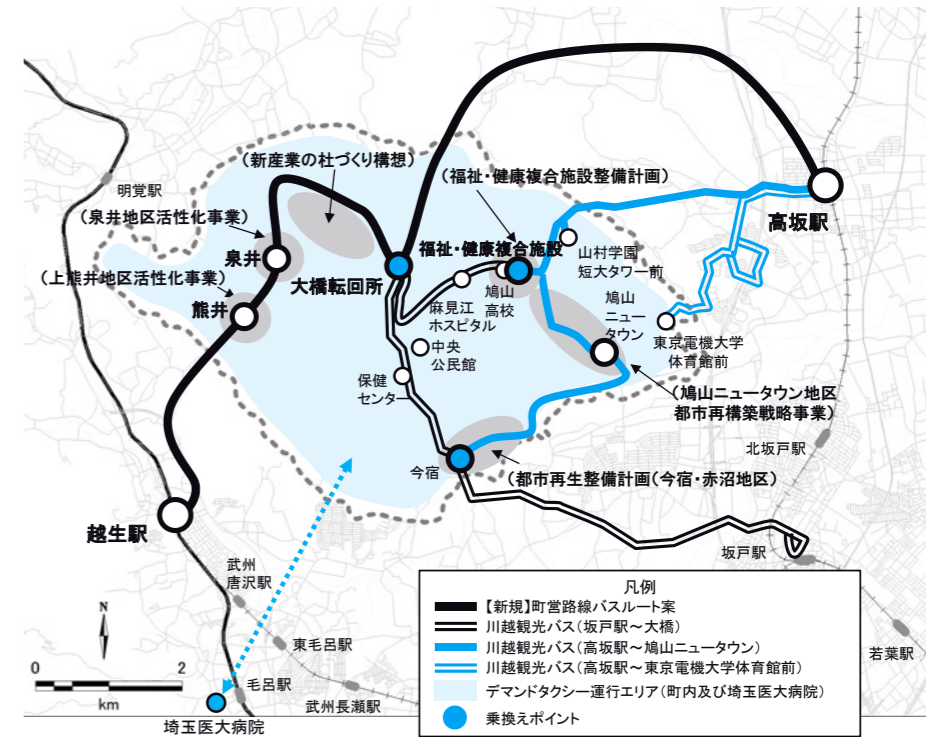 (新産業の杜づくり構想)
(福祉・健康複合施設整備計画)
明覚駅
(泉井地区活性化事業)
高坂駅
福祉・健康複合施設
泉井
山村学園
短大タワー前
(上熊井地区活性化事業)
大橋転回所
鳩山
高校
麻見江
ホスピタル
鳩山
ニュー
タウン
熊井
東京電機大学
体育館前
中央
公民館
保健
センター
(鳩山ニュータウン地区
都市再構築戦略事業)
北坂戸駅
今宿
(都市再生整備計画(今宿・赤沼地区)
越生駅
坂戸駅
武州
唐沢駅
凡例
【新規】町営路線バスルート案
川越観光バス(坂戸駅~大橋)
川越観光バス(高坂駅~鳩山ニュータウン)
川越観光バス(高坂駅~東京電機大学体育館前)
デマンドタクシー運行エリア(町内及び埼玉医大病院)
乗換えポイント
N
東毛呂駅
若葉駅
0 2
km
毛呂駅
武州長瀬駅
埼玉医大病院